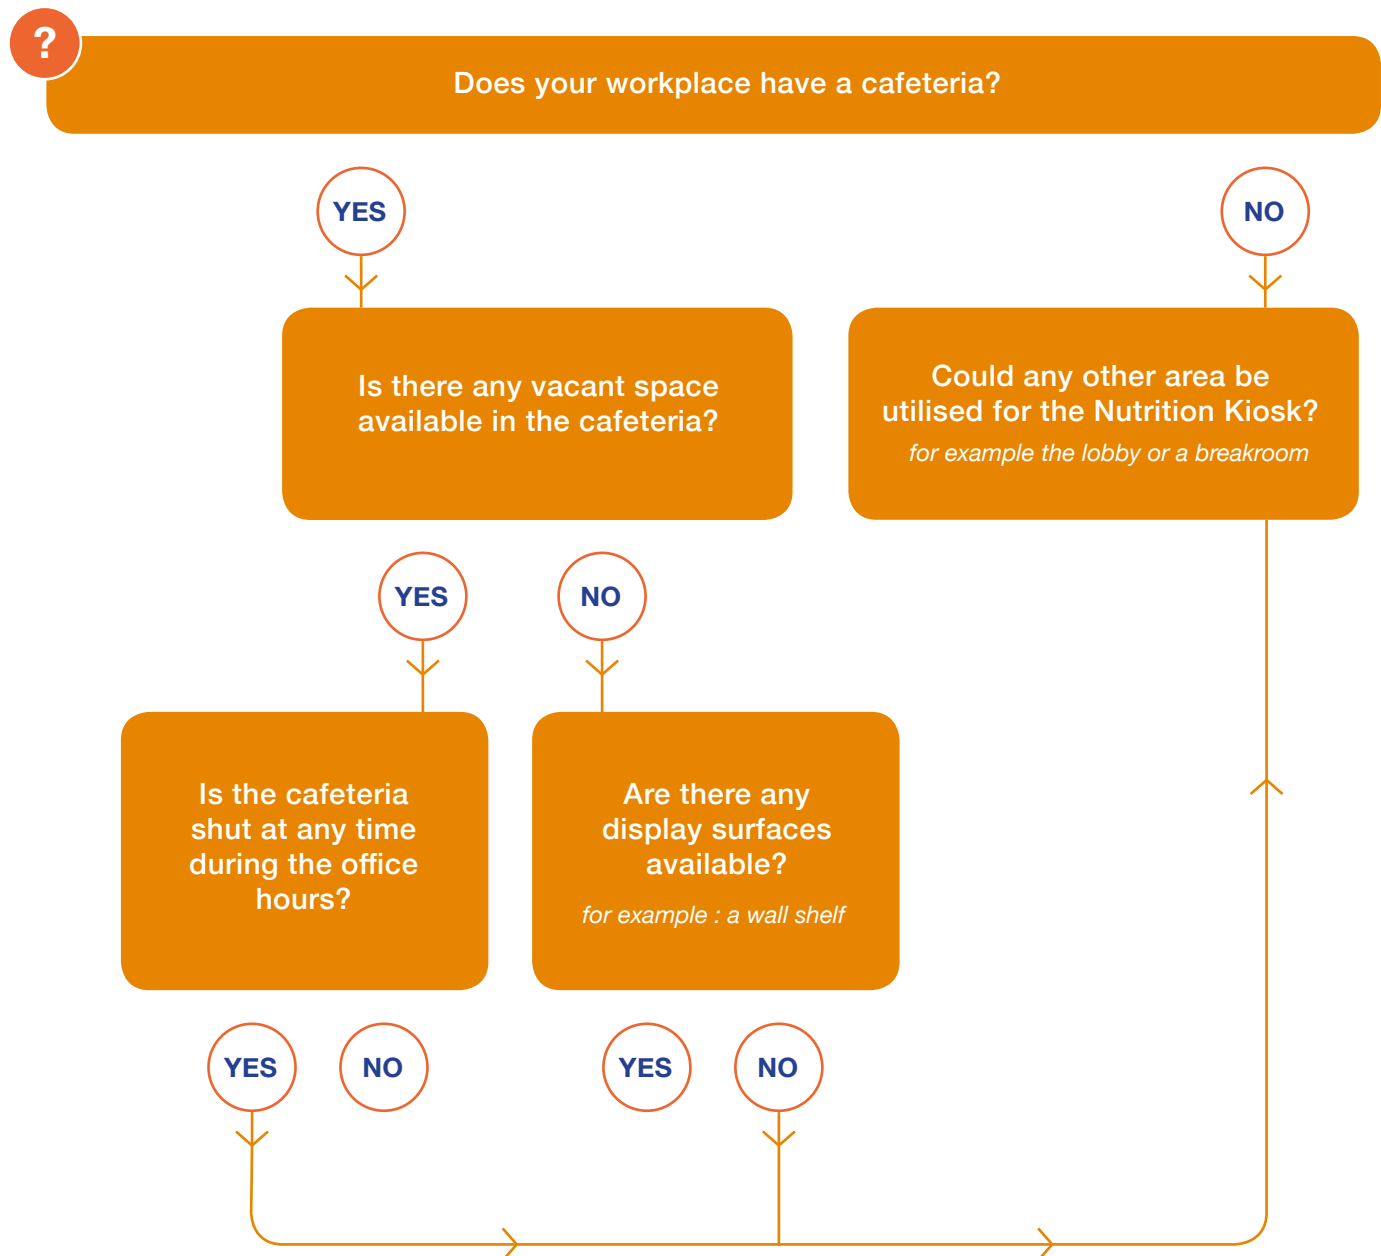 ?
Does your workplace have a cafeteria?
YES
NO
Is there any vacant space
available in the cafeteria?
Could any other area be
utilised for the Nutrition Kiosk?
for example the lobby or a breakroom
YES
NO
Is the cafeteria
shut at any time
during the office
hours?
Are there any
display surfaces
available?
for example : a wall shelf
YES
NO
YES
NO